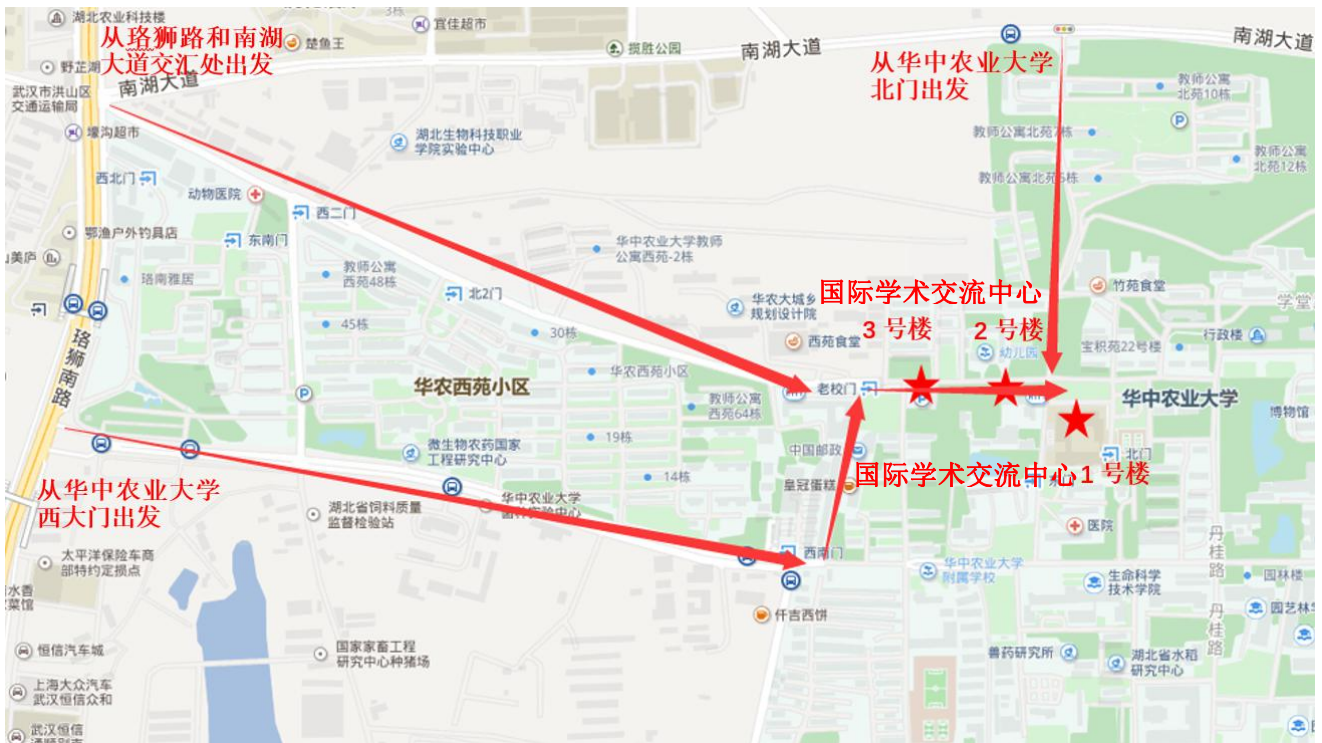 湖北农业科技楼
3栋
宜佳超市
从珞狮路和南湖
大道交汇处出发
楚鱼王
揽胜公园
南湖大道
南湖大道
野芷湖
南湖大道
从华中农业大学
北门出发
武汉市洪山区
交通运输局
教师公寓
北苑10栋
P
壕沟超市
湖北生物科技职业
学院实验中心
教师公寓北苑7栋
教师公寓
北苑12栋
西北门
动物医院
教师公寓北苑5栋
西二门
鄂渔户外钓具店
东南门
华中农业大学教师
公寓西苑-2栋
美庐
珞南雅居
教师公寓
西苑48栋
北2门
国际学术交流中心
竹苑食堂
学堂
华农大城乡
规划设计院
3 号楼
2 号楼
45栋
30栋
西苑食堂
幼儿园
宝积苑22号楼
行政楼
珞狮南路
华农西苑小区
华农西苑小区
老校门
P
P
华中农业大学
教师公寓
西苑64栋
博物馆
19栋
微生物农药国家
工程研究中心
中国邮政
北门
14栋
皇冠蛋糕
国际学术交流中心1 号楼
从华中农业大学
西大门出发
湖北省饲料质量
监督检验站
华中农业大学
医院
丹桂路
太平洋保险车商
部特约定损点
西南门
华中农业大学
附属学校
生命科学
技术学院
园林楼
水香
菜馆
仟吉西饼
丹桂路
园艺林学
恒信汽车城
国家家畜工程
研究中心种猪场
兽药研究所
湖北省水稻
研究中心
上海大众汽车
武汉恒信众和
武汉恒信